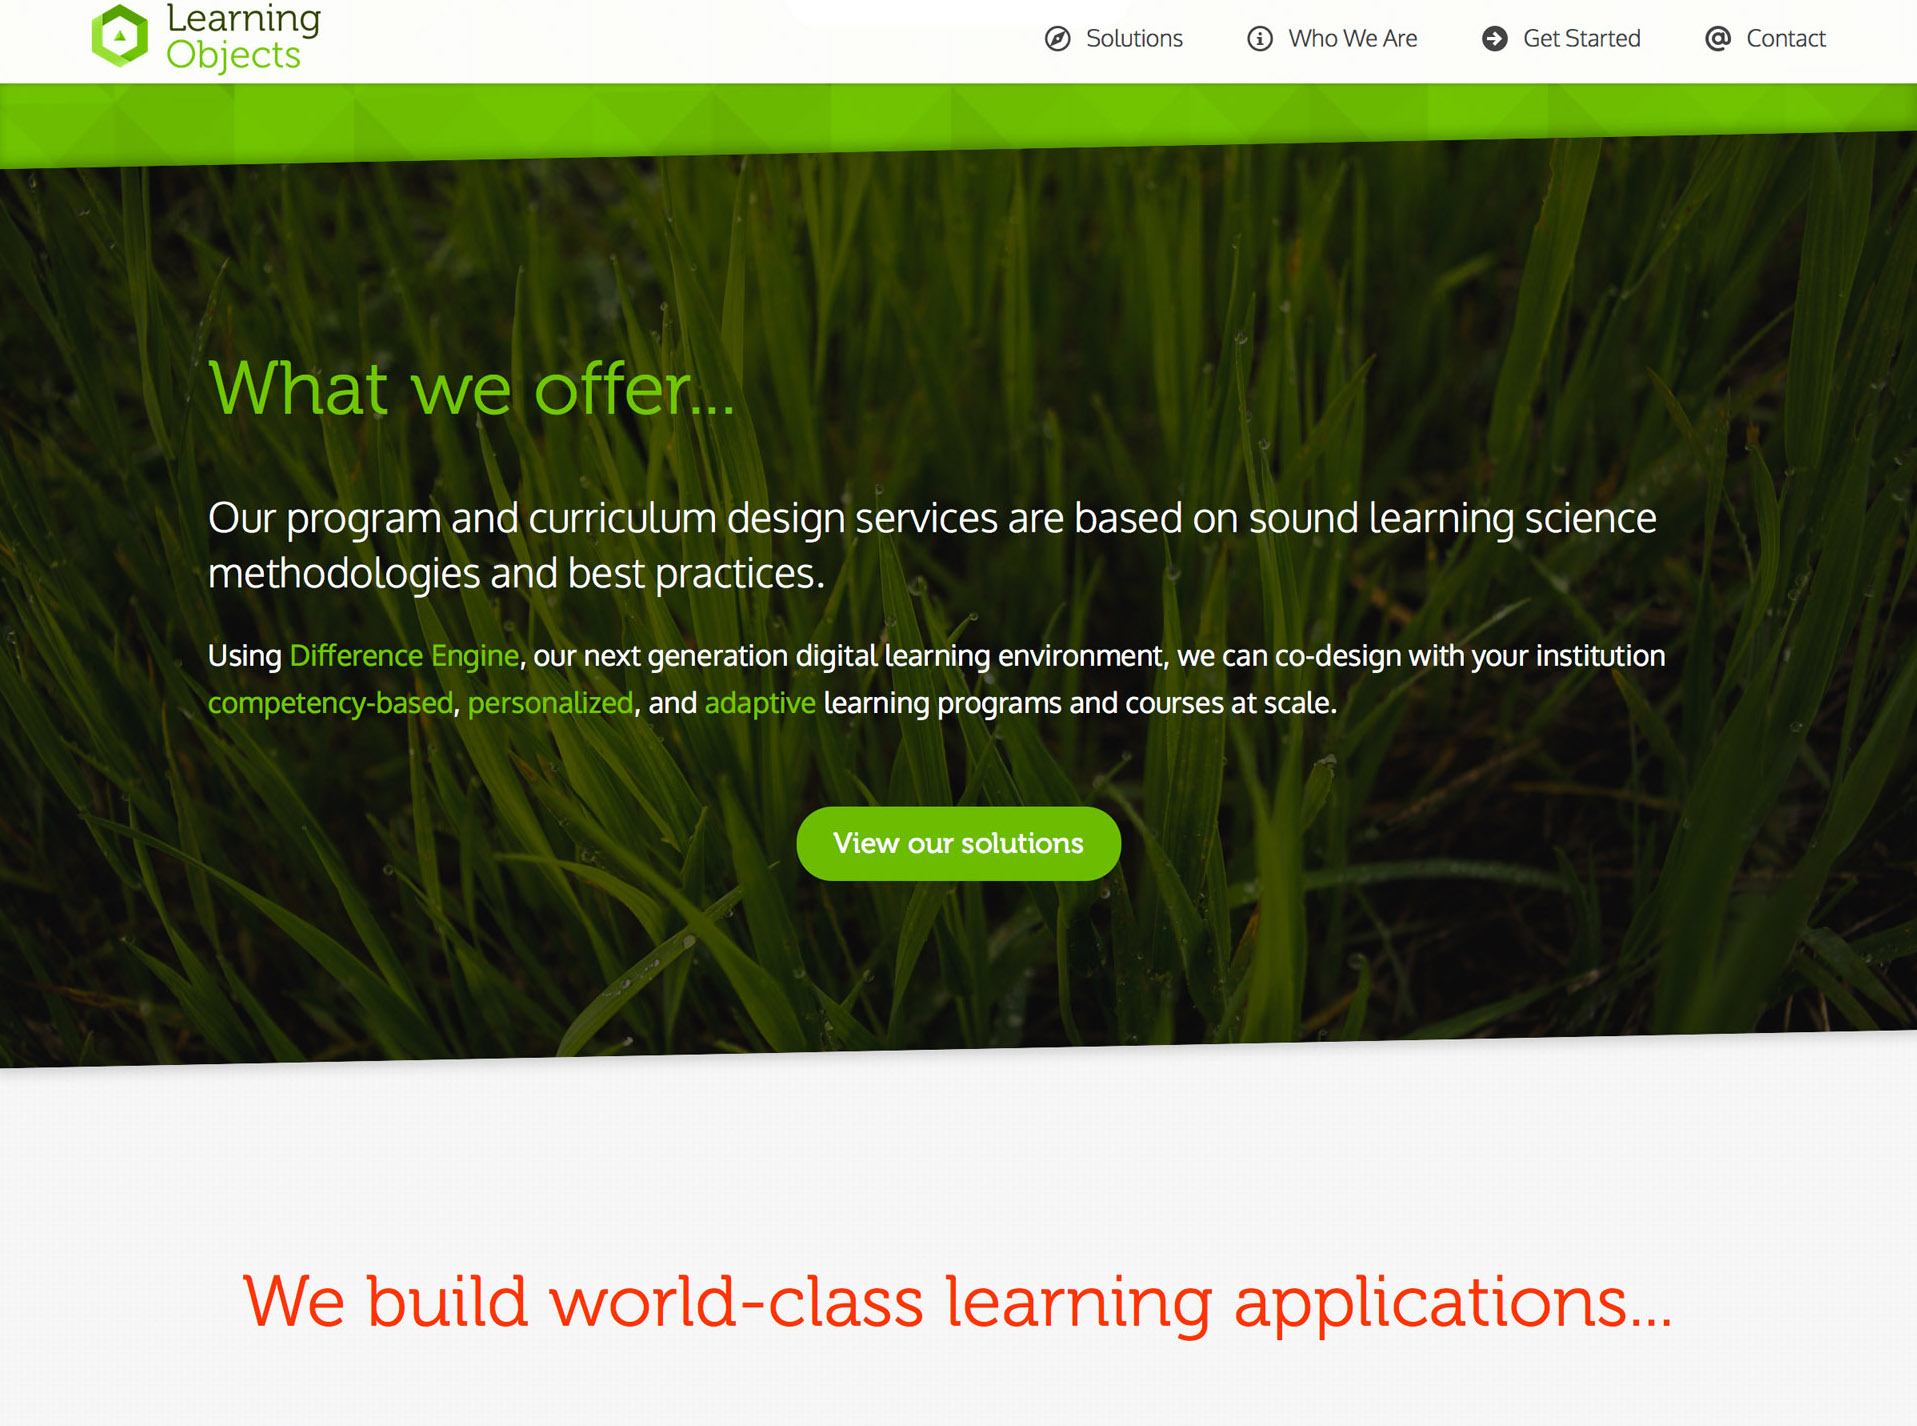 Learning
Objects
Solutions
Who We Are
Get Started
Contact
What we offer...
Our program and curriculum design services are based on sound learning science
methodologies and best practices.
Using Difference Engine, our next generation digital learning environment, we can co-design with your institution
competency-based, personalized, and adaptive learning programs and courses at scale.
View our solutions
We build world-class learning applications...